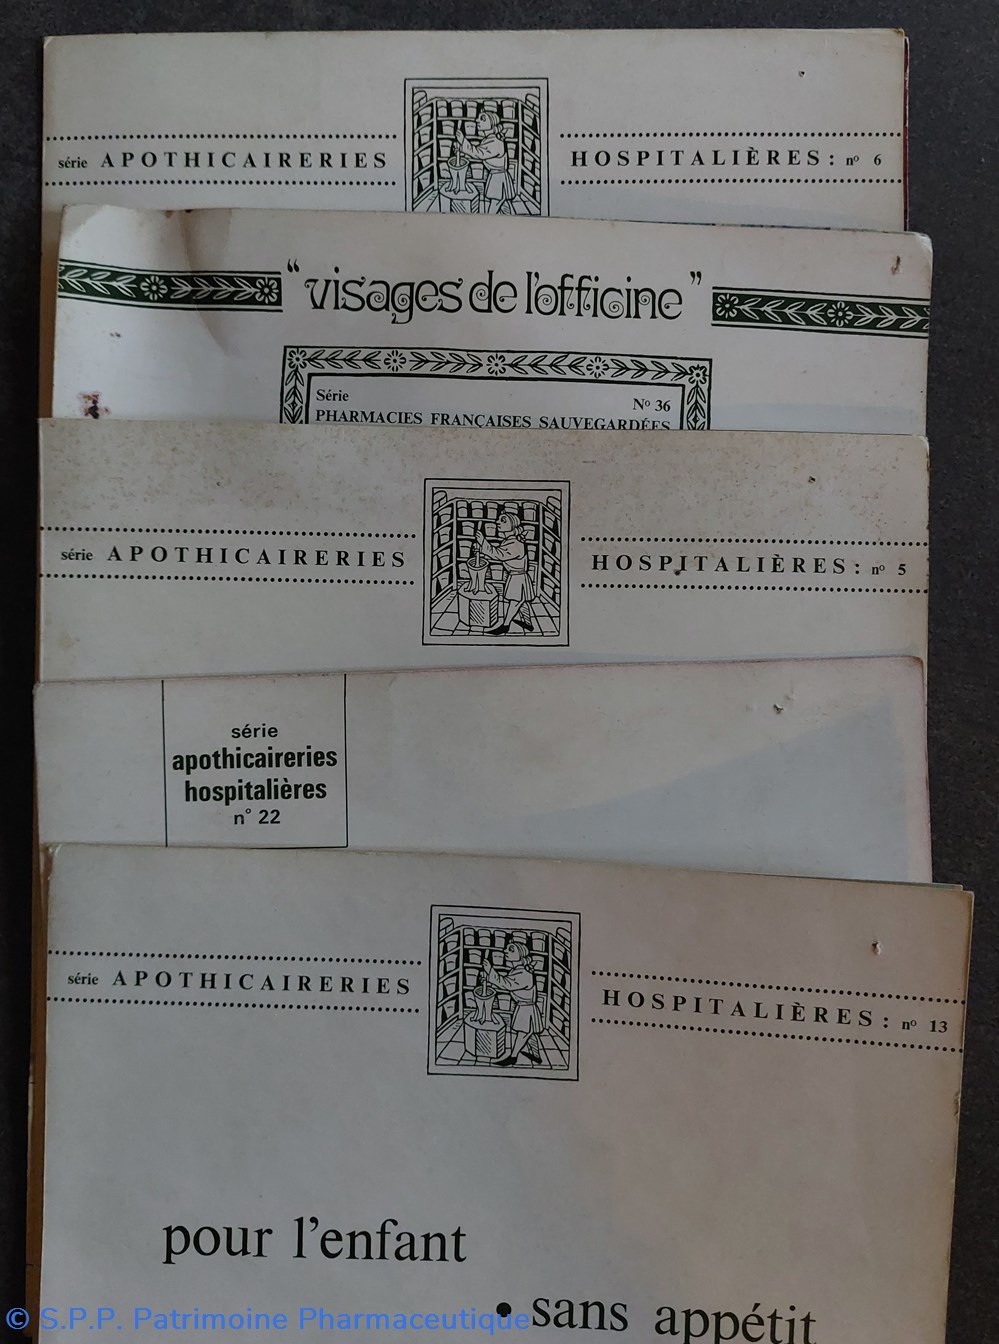 série APOTHICAIRERIES HOSPITALIÈRES : nº 6
"visages de l'officine"
Série Nº 36
PHARMACIES FRANÇAISES SAUVEGARDÉES
série APOTHICAIRERIES HOSPITALIÈRES : nº 5
série
apothicaireries
hospitalières
n° 22
série APOTHICAIRERIES HOSPITALIÈRES : nº 13
pour l'enfant
• sans appétit
© S.P.P. Patrimoine Pharmaceutique